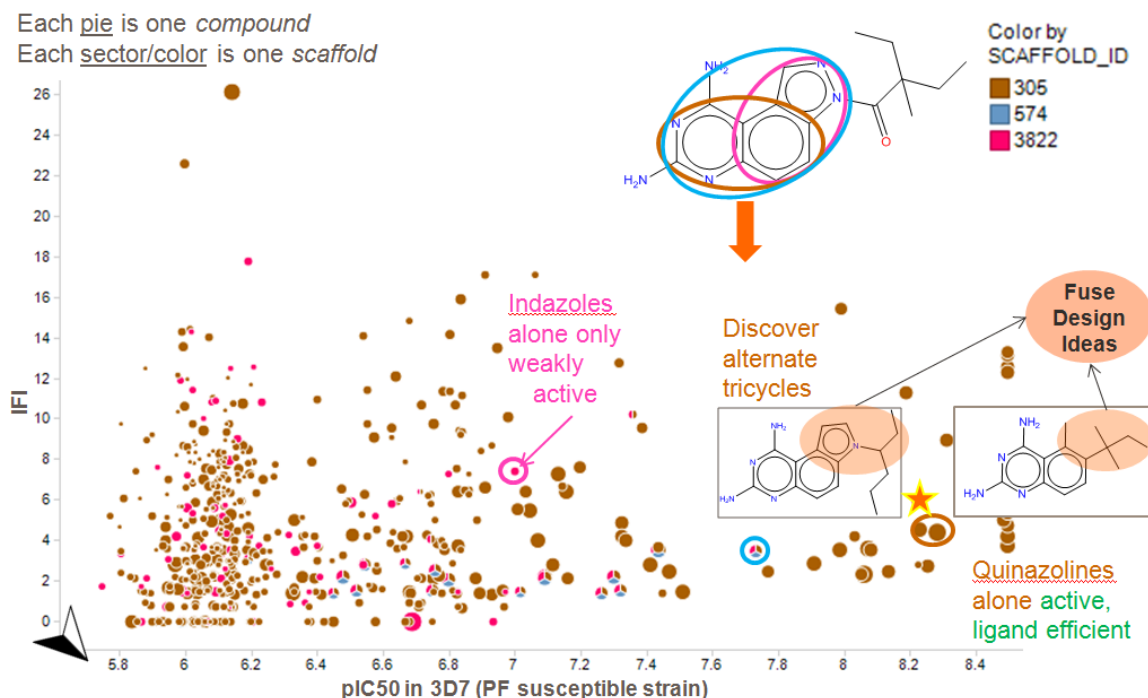 Each pie is one compound
Each sector/color is one scaffold
Color by
SCAFFOLD_ID
305
574
3822
NH2
N
N
N
N
O
H2N
IFI
26
24
22
20
18
16
14
12
10
8
6
4
2
0
Indazoles
alone only
weakly
active
Discover
alternate
tricycles
Fuse
Design
Ideas
NH2
N
N
N
H2N
NH2
N
N
H2N
Quinazolines
alone active,
ligand efficient
5.8
6
6.2
6.4
6.6
6.8
7
7.2
7.4
7.6
7.8
8
8.2
8.4
pIC50 in 3D7 (PF susceptible strain)